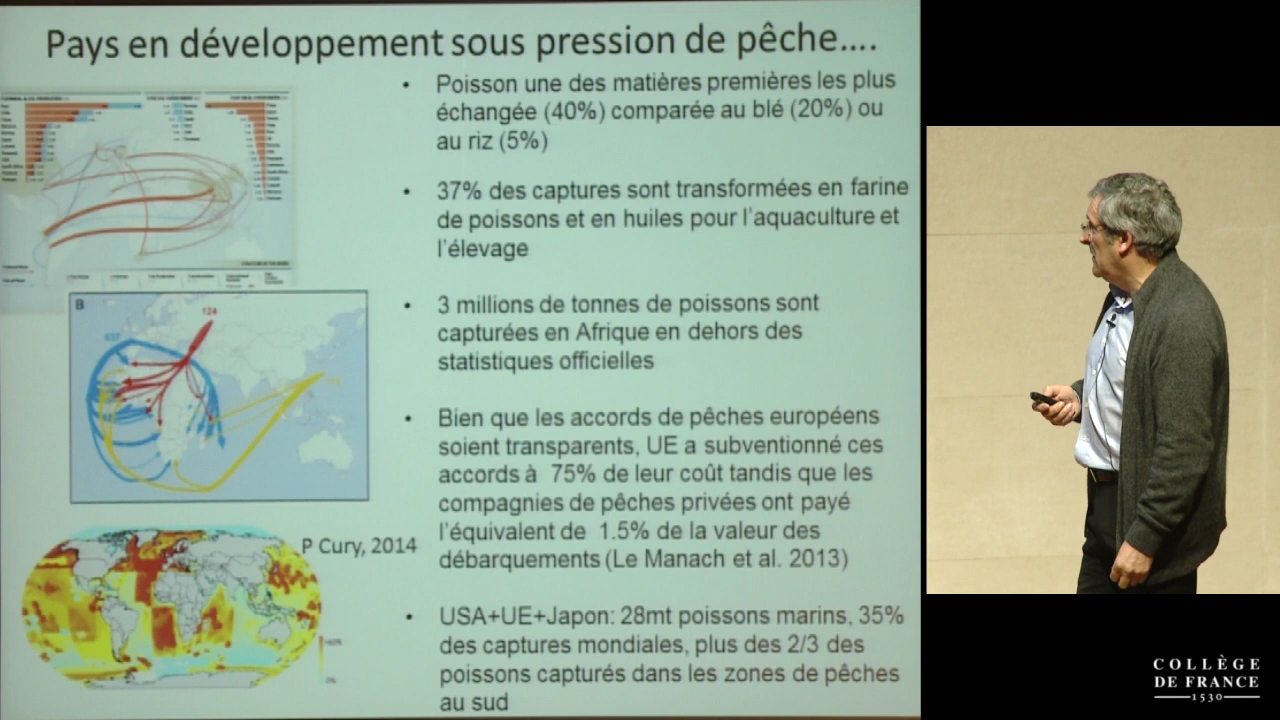 Pays en développement sous pression de pêche....
• Poisson une des matières premières les plus
échangée (40%) comparée au blé (20%) ou
au riz (5%)
• 37% des captures sont transformées en farine
de poissons et en huiles pour l'aquaculture et
l'élevage
• 3 millions de tonnes de poissons sont
capturées en Afrique en dehors des
statistiques officielles
• Bien que les accords de pêches européens
soient transparents, UE a subventionné ces
accords à 75% de leur coût tandis que les
compagnies de pêches privées ont payé
l'équivalent de 1.5% de la valeur des
débarquements (Le Manach et al. 2013)
• USA+UE+Japon: 28mt poissons marins, 35%
des captures mondiales, plus des 2/3 des
poissons capturés dans les zones de pêches
au sud
B
124
P Cury, 2014
0%
COLLÈGE
DE FRANCE
1530